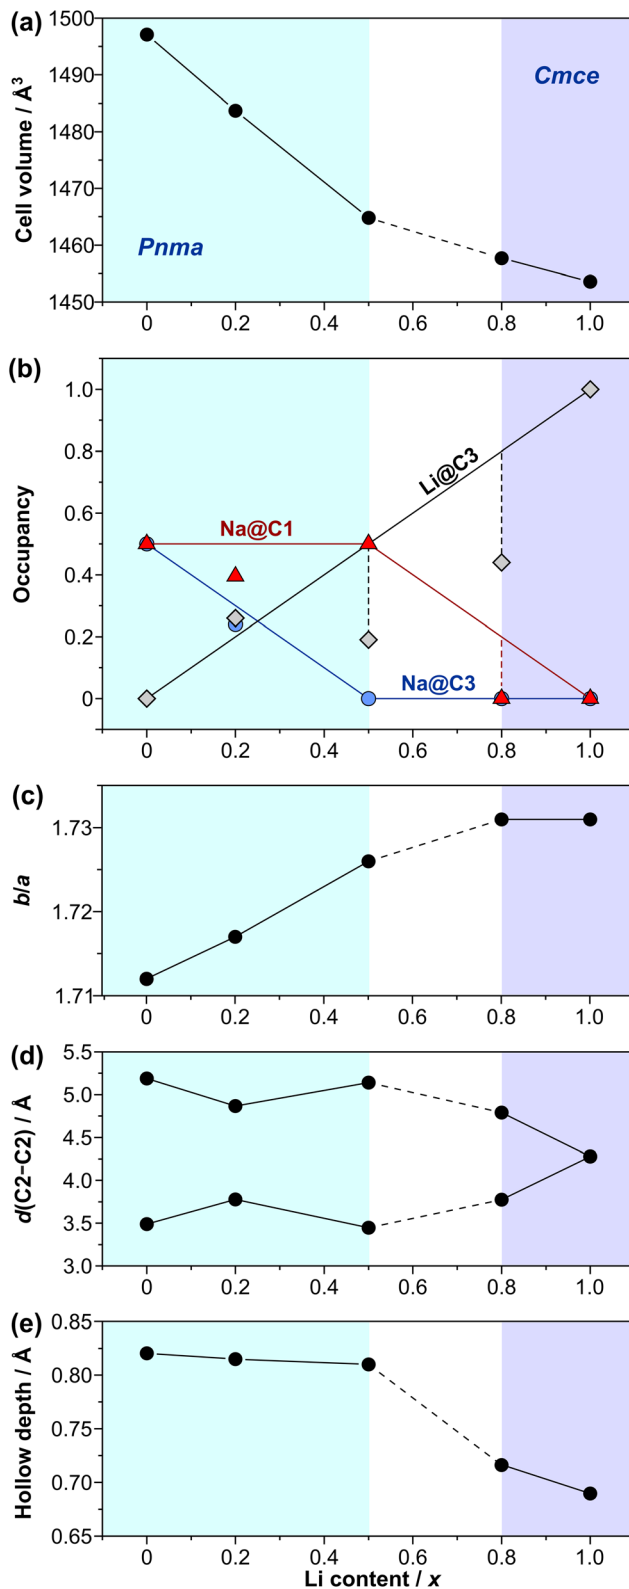 (a)
Cell volume / Å³
1500
1490
1480
1470
1460
1450
Pnma
Cmce
0 0.2 0.4 0.6 0.8 1.0
(b)
Occupancy
1.0
0.8
0.6
0.4
0.2
0
Li@C3
Na@C1
Na@C3
0 0.2 0.4 0.6 0.8 1.0
(c)
b/a
1.73
1.72
1.71
0 0.2 0.4 0.6 0.8 1.0
(d)
d(C2−C2) / Å
5.5
5.0
4.5
4.0
3.5
3.0
0 0.2 0.4 0.6 0.8 1.0
(e)
Hollow depth / Å
0.85
0.80
0.75
0.70
0.65
0 0.2 0.4 0.6 0.8 1.0
Li content / x